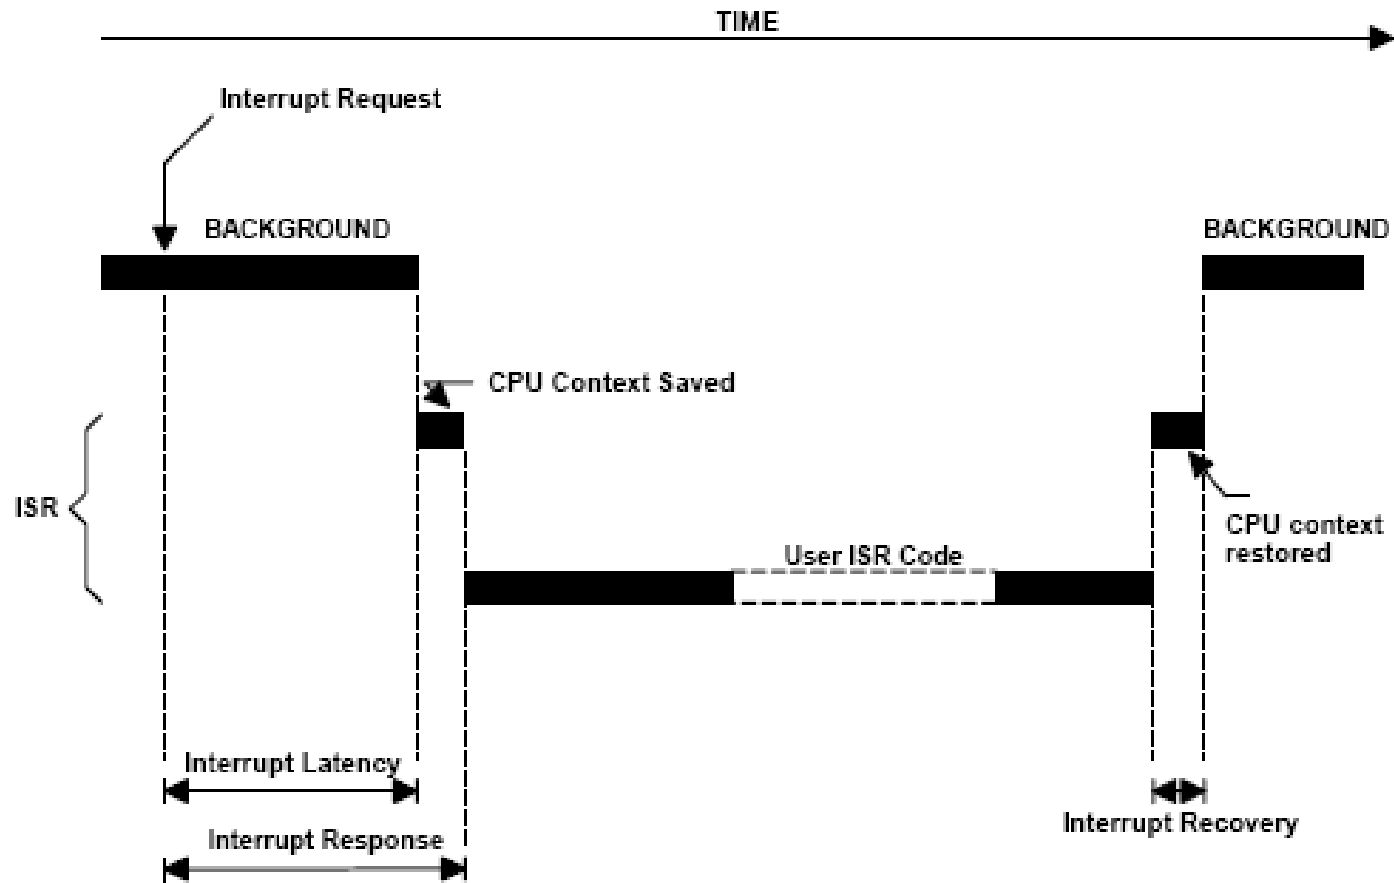 TIME
Interrupt Request
BACKGROUND
BACKGROUND
CPU Context Saved
ISR
CPU context
restored
User ISR Code
Interrupt Latency
Interrupt Recovery
Interrupt Response